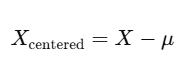 X_centered = X − μ